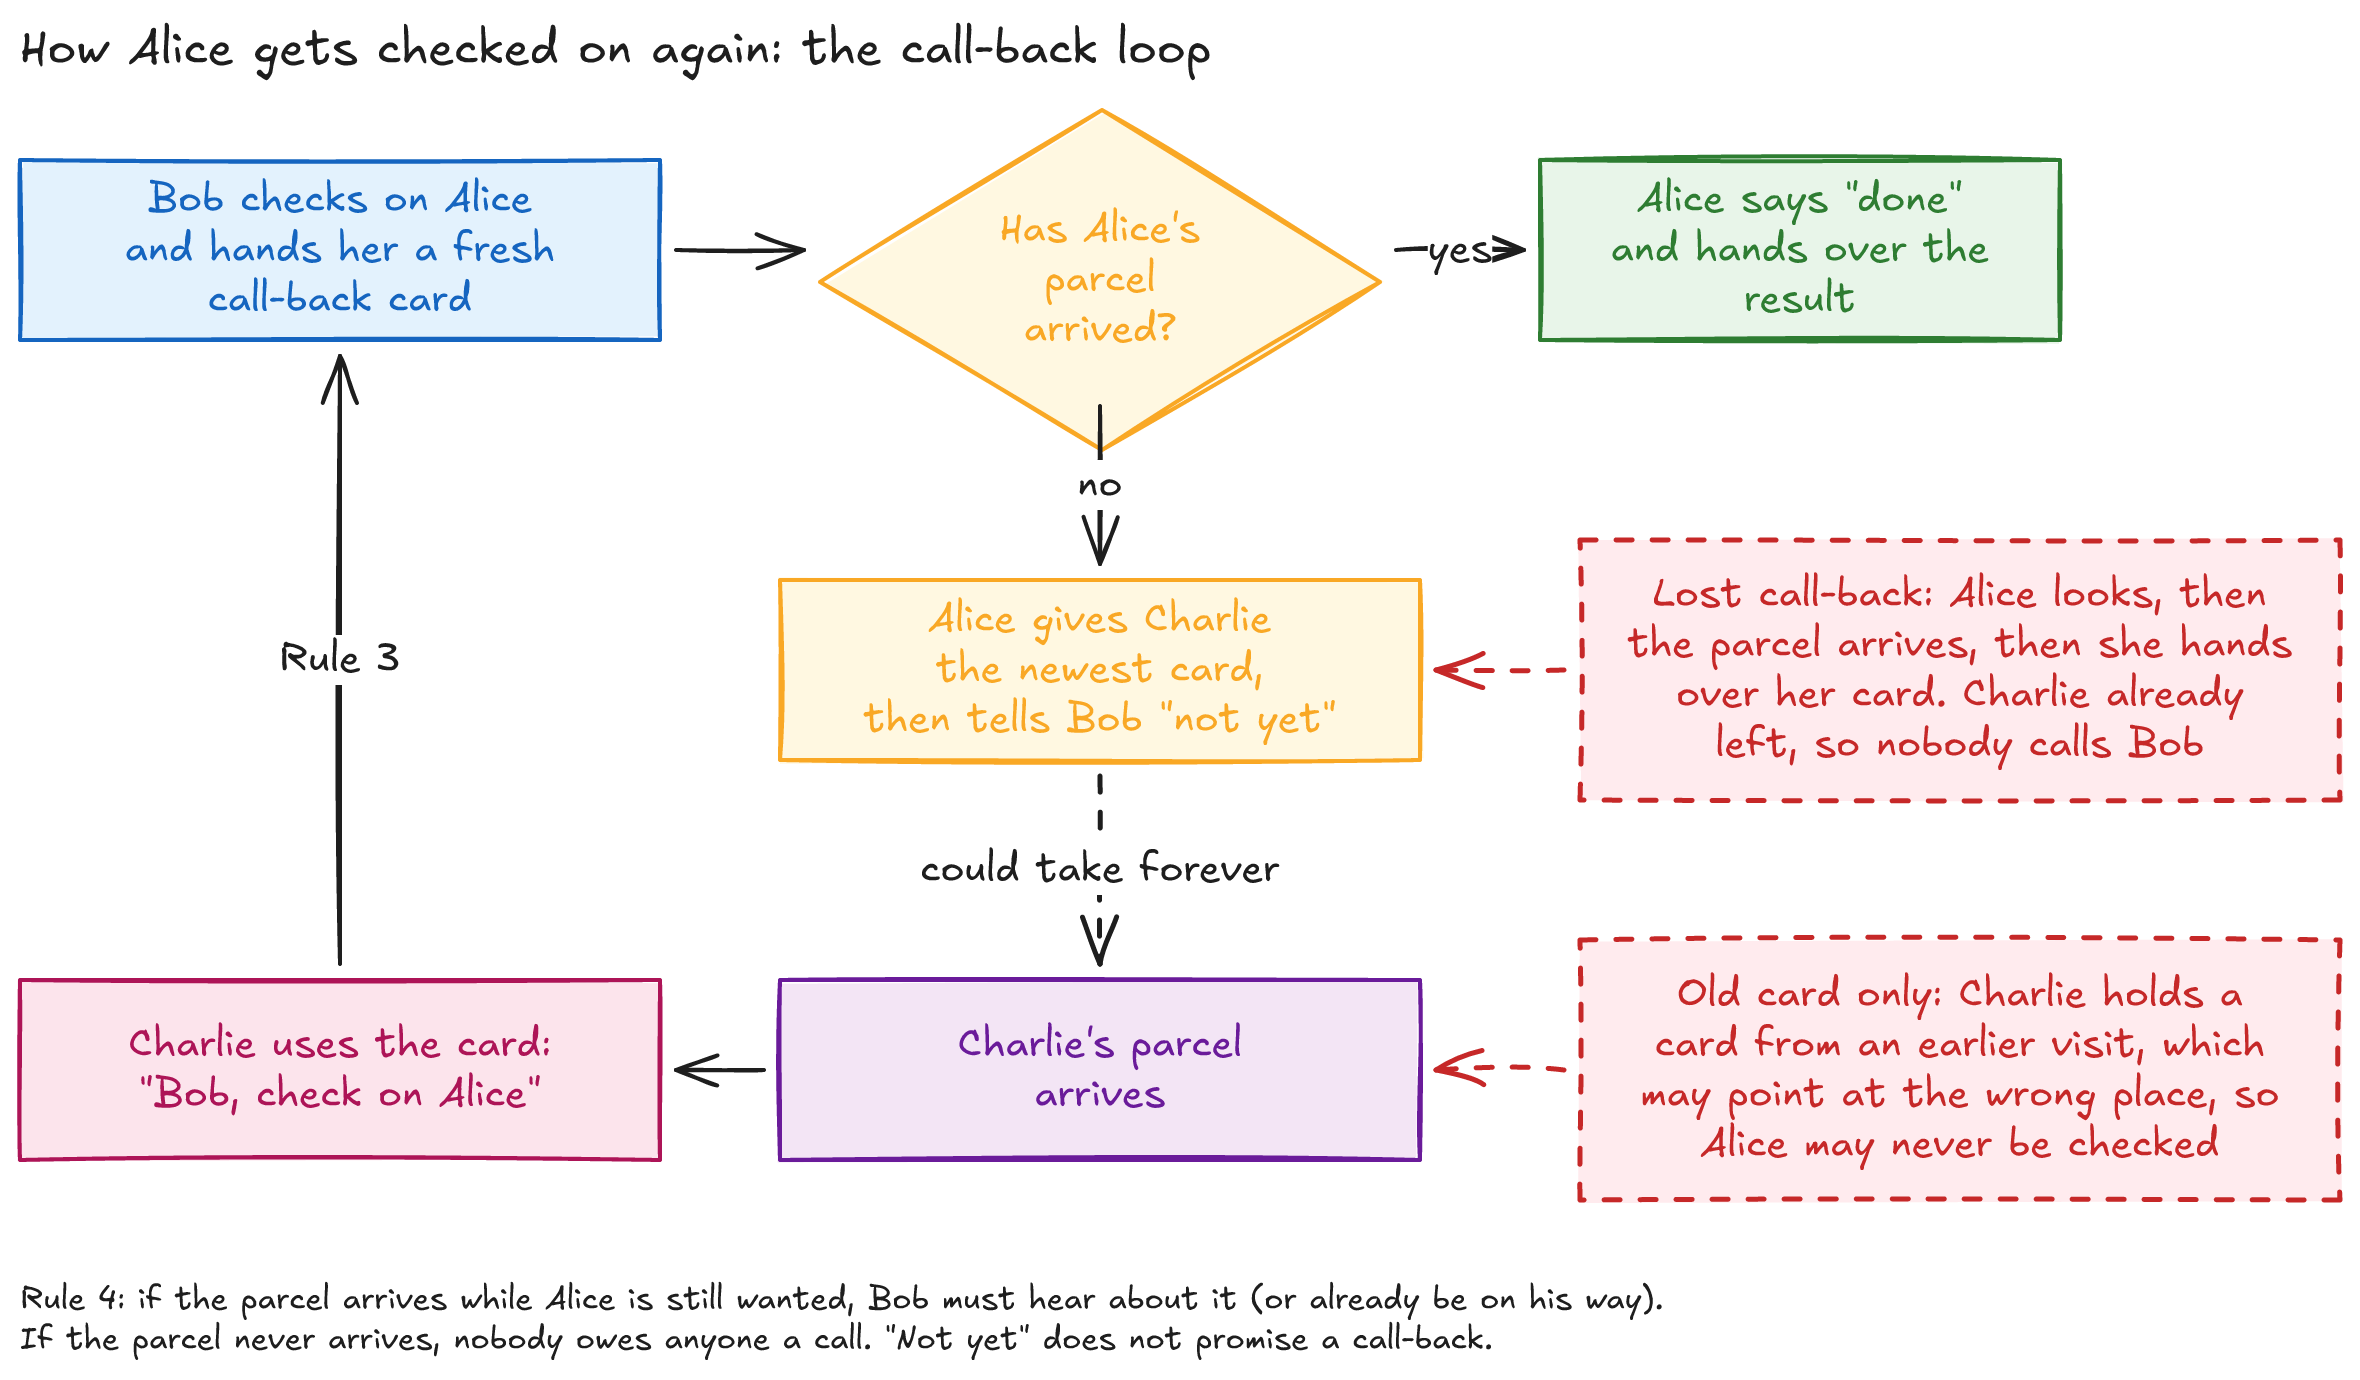 How Alice gets checked on again: the call-back loop
Bob checks on Alice
and hands her a fresh
call-back card
Has Alice's
parcel
arrived?
yes
Alice says "done"
and hands over the
result
no
Alice gives Charlie
the newest card,
then tells Bob "not yet"
Lost call-back: Alice looks, then
the parcel arrives, then she hands
over her card. Charlie already
left, so nobody calls Bob
Rule 3
could take forever
Charlie uses the card:
"Bob, check on Alice"
Charlie's parcel
arrives
Old card only: Charlie holds a
card from an earlier visit, which
may point at the wrong place, so
Alice may never be checked
Rule 4: if the parcel arrives while Alice is still wanted, Bob must hear about it (or already be on his way).
If the parcel never arrives, nobody owes anyone a call. "Not yet" does not promise a call-back.